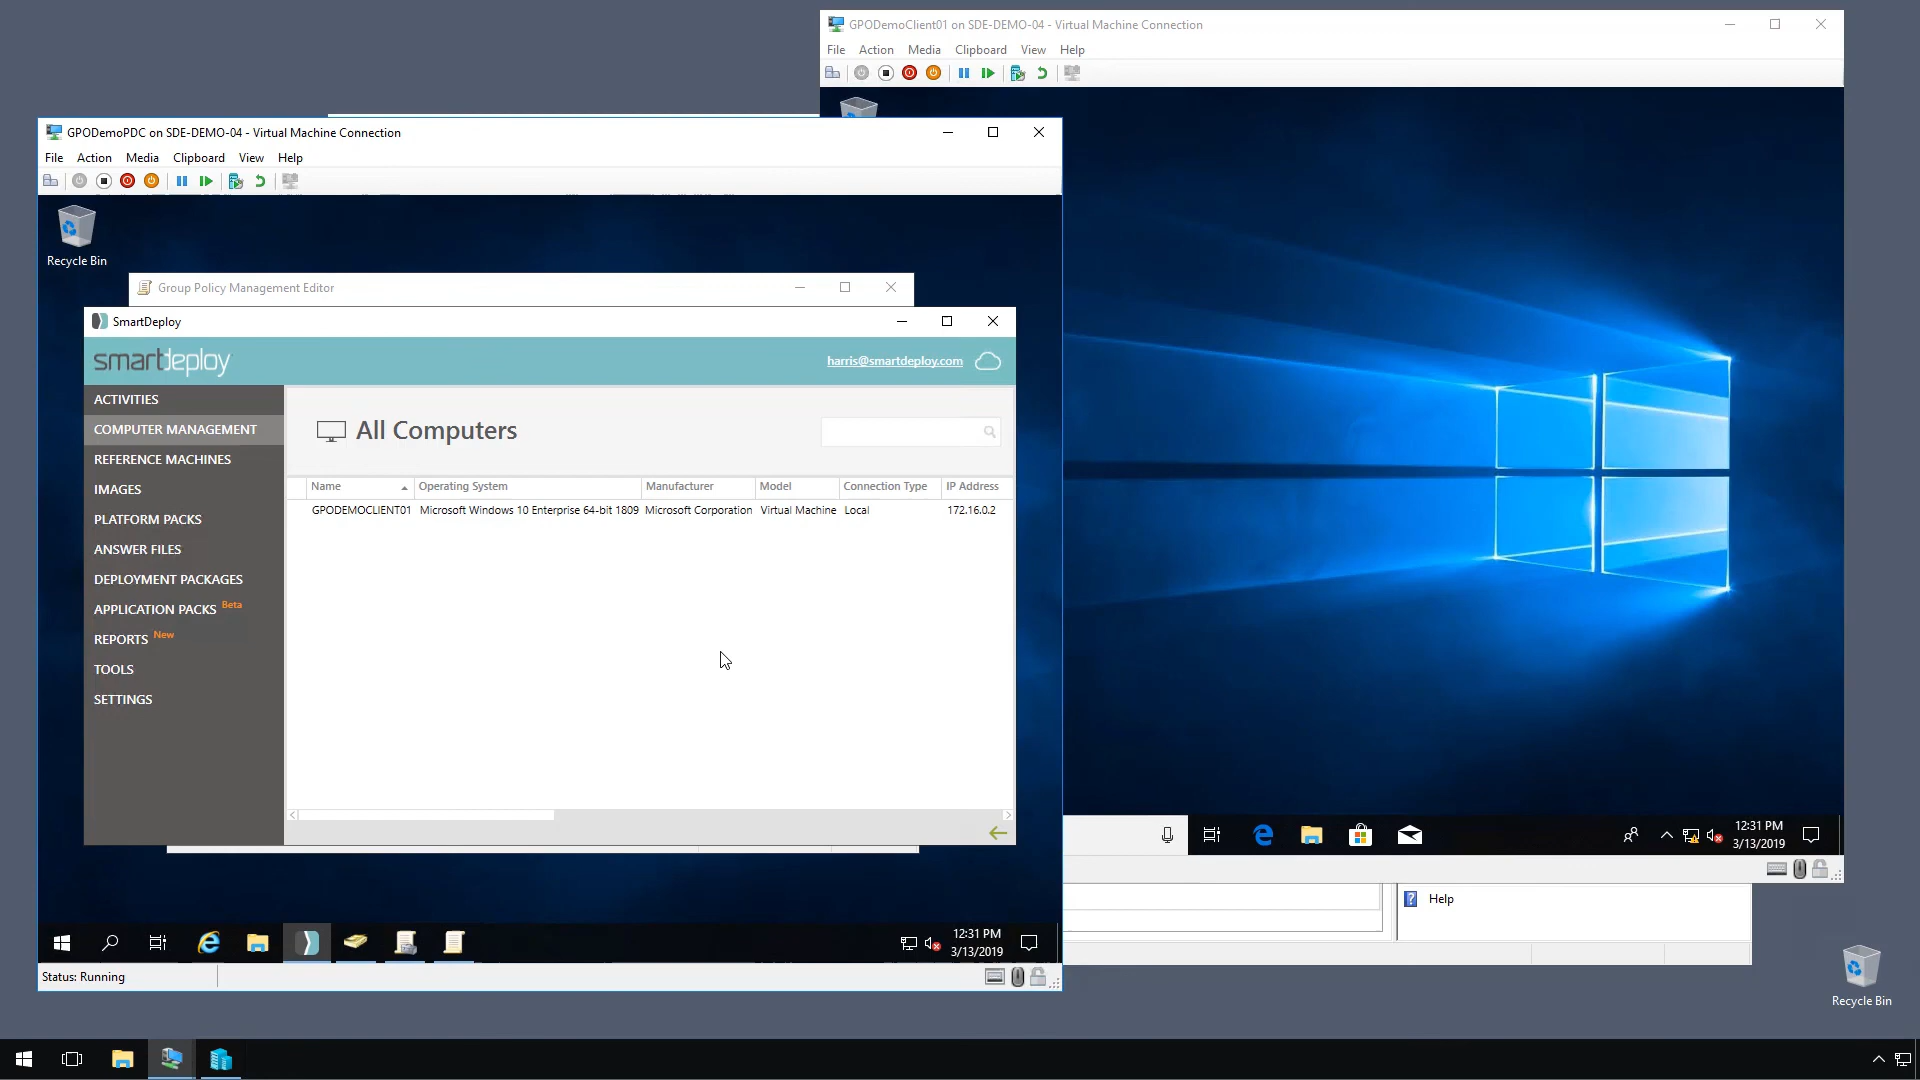 GPODemoClient01 on SDE-DEMO-04 - Virtual Machine Connection
File Action Media Clipboard View Help
GPODemoPDC on SDE-DEMO-04 - Virtual Machine Connection
File Action Media Clipboard View Help
Recycle Bin
Group Policy Management Editor
SmartDeploy
smartdeploy
harris@smartdeploy.com
ACTIVITIES
COMPUTER MANAGEMENT
REFERENCE MACHINES
IMAGES
PLATFORM PACKS
ANSWER FILES
DEPLOYMENT PACKAGES
APPLICATION PACKS Beta
REPORTS New
TOOLS
SETTINGS
All Computers
Name Operating System Manufacturer Model Connection Type IP Address
GPODEMOCLIENT01 Microsoft Windows 10 Enterprise 64-bit 1809 Microsoft Corporation Virtual Machine Local 172.16.0.2
12:31 PM
3/13/2019
Status: Running
12:31 PM
3/13/2019
Help
Recycle Bin